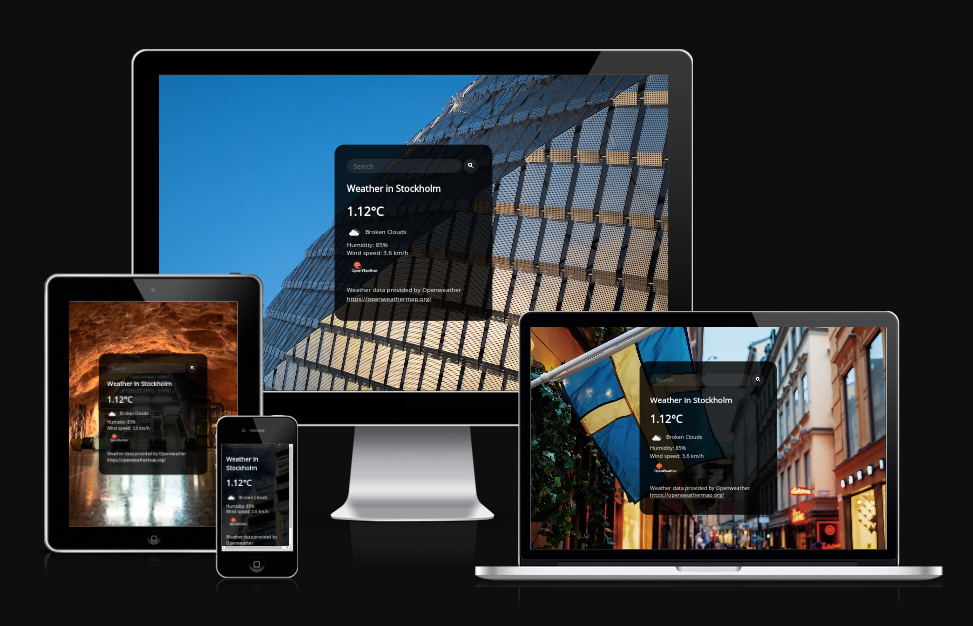 Search
Weather in Stockholm
1.12°C
Broken Clouds
Humidity: 85%
Wind speed: 3.6 km/h
OpenWeather
Weather data provided by Openweather
https://openweathermap.org/
Search
Weather in Stockholm
1.12°C
Broken Clouds
Humidity: 85%
Wind speed: 3.6 km/h
OpenWeather
Weather data provided by Openweather
https://openweathermap.org/
Weather in
Stockholm
1.12°C
Broken Clouds
Humidity: 85%
Wind speed: 3.6 km/h
OpenWeather
Weather data provided by
Openweather
Search
Weather in Stockholm
1.12°C
Broken Clouds
Humidity: 85%
Wind speed: 3.6 km/h
OpenWeather
Weather data provided by Openweather
https://openweathermap.org/